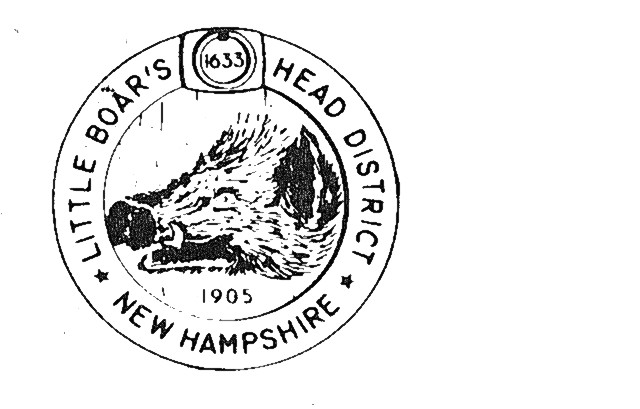 1633
LITTLE BOAR'S HEAD DISTRICT
1905
NEW HAMPSHIRE